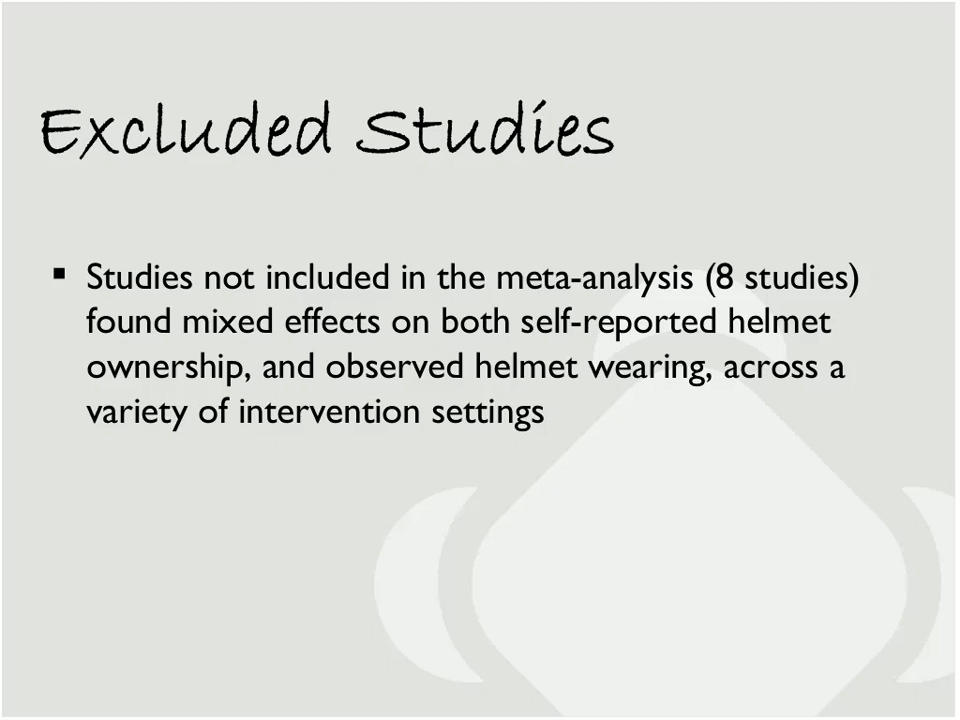 Excluded Studies
▪ Studies not included in the meta-analysis (8 studies)
found mixed effects on both self-reported helmet
ownership, and observed helmet wearing, across a
variety of intervention settings